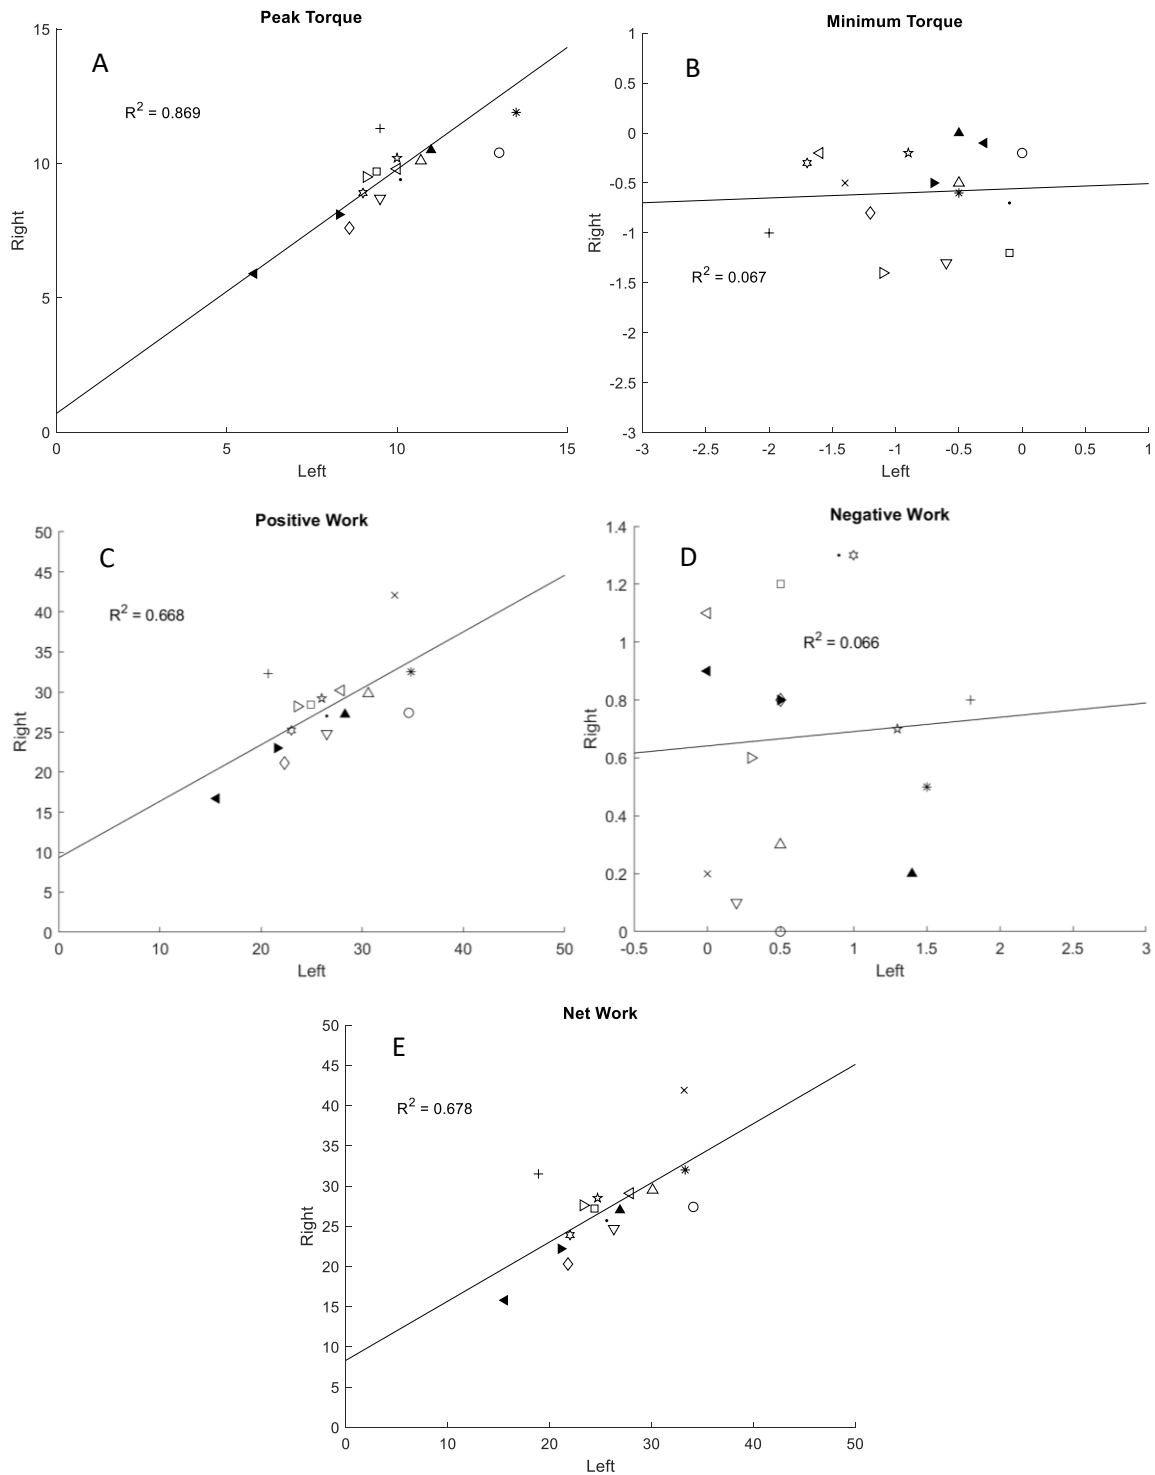 Peak Torque
A
R² = 0.869
15
10
5
0
0 5 10 15
Right
Left
Minimum Torque
B
R² = 0.067
1
0.5
0
-0.5
-1
-1.5
-2
-2.5
-3
-3 -2.5 -2 -1.5 -1 -0.5 0 0.5 1
Right
Left
Positive Work
C
R² = 0.668
50
45
40
35
30
25
20
15
10
5
0
0 10 20 30 40 50
Right
Left
Negative Work
D
R² = 0.066
1.4
1.2
1
0.8
0.6
0.4
0.2
0
-0.5 0 0.5 1 1.5 2 2.5 3
Right
Left
Net Work
E
R² = 0.678
50
45
40
35
30
25
20
15
10
5
0
0 10 20 30 40 50
Right
Left